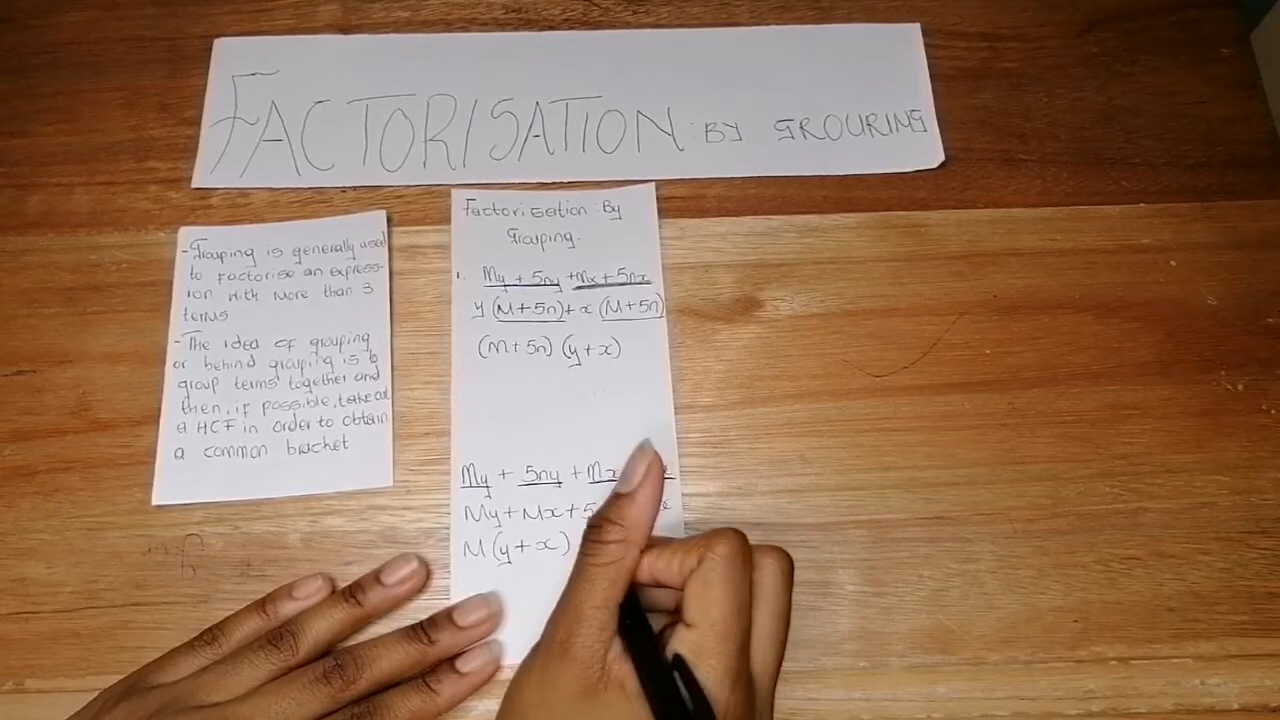 FACTORISATION: BY GROUPING
- Grouping is generally used
to factorise an express-
ion with more than 3
terms
- The idea of grouping
or behind grouping is to
group terms together and
then, if possible, take out
a HCF in order to obtain
a common bracket
Factorisation: By
Grouping.
1. My + 5ny + Mx + 5nx
y (M+5n) + x (M+5n)
(M+5n) (y+x)
My + 5ny + Mx
My + Mx + 5
M(y+x)